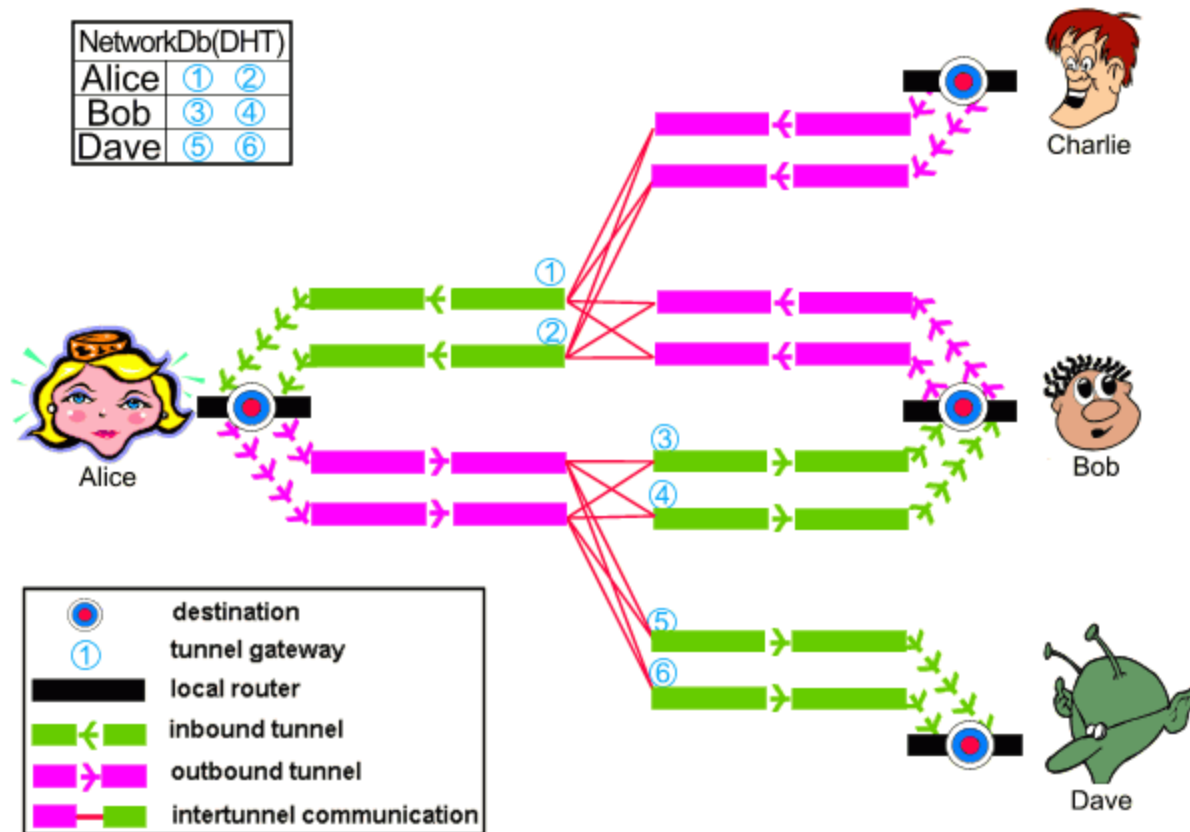 NetworkDb(DHT)
Alice ① ②
Bob ③ ④
Dave ⑤ ⑥
Charlie
①
②
Alice
③
④
Bob
⑤
⑥
Dave
destination
① tunnel gateway
local router
inbound tunnel
outbound tunnel
intertunnel communication